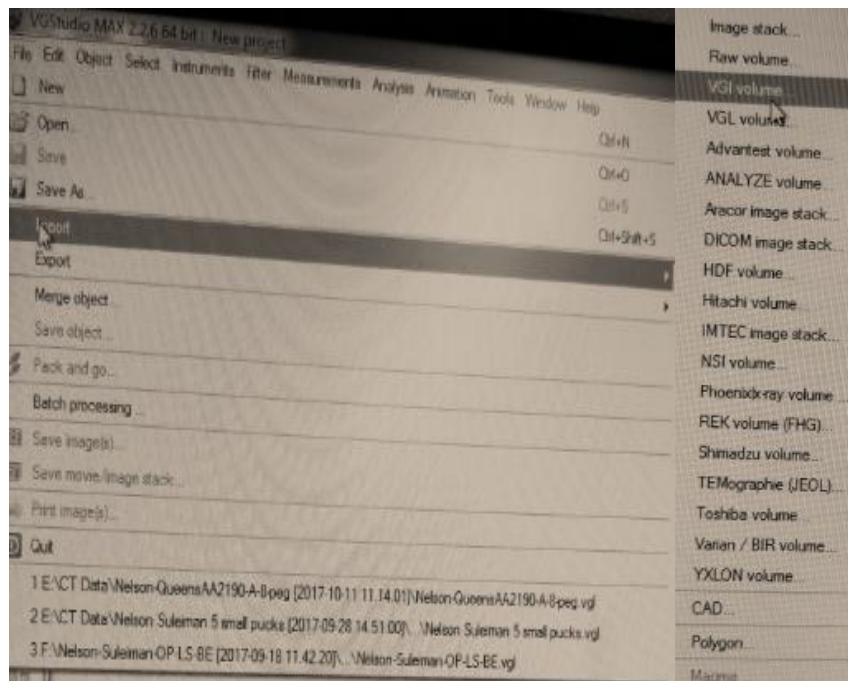 VGStudio MAX 2.2.6 64 bit : New project
File Edit Object Select Instruments Filter Measurements Analysis Animation Tools Window Help
New Ctrl+N
Open... Ctrl+O
Save Ctrl+S
Save As... Ctrl+Shift+S
Import
Export
Merge object...
Save object...
Pack and go...
Batch processing ...
Save image(s)...
Save movie/image stack...
Print image(s)...
Quit
1 E:\CT Data\Nelson-QueensAA2190-A-8-peg [2017-10-11 11.14.01]\Nelson-QueensAA2190-A-8-peg.vgl
2 E:\CT Data\Nelson Suleiman 5 small pucks [2017-09-28 14.51.00]\...\Nelson Suleiman 5 small pucks.vgl
3 F:\Nelson-Suleiman-OP-LS-BE [2017-09-18 11.42.20]\...\Nelson-Suleiman-OP-LS-BE.vgl
Image stack...
Raw volume...
VGI volume...
VGL volume...
Advantest volume...
ANALYZE volume...
Aracor image stack...
DICOM image stack...
HDF volume...
Hitachi volume...
IMTEC image stack...
NSI volume...
Phoenix|x-ray volume...
REK volume (FHG)...
Shimadzu volume...
TEMographie (JEOL)...
Toshiba volume...
Varian / BIR volume...
YXLON volume...
CAD...
Polygon...